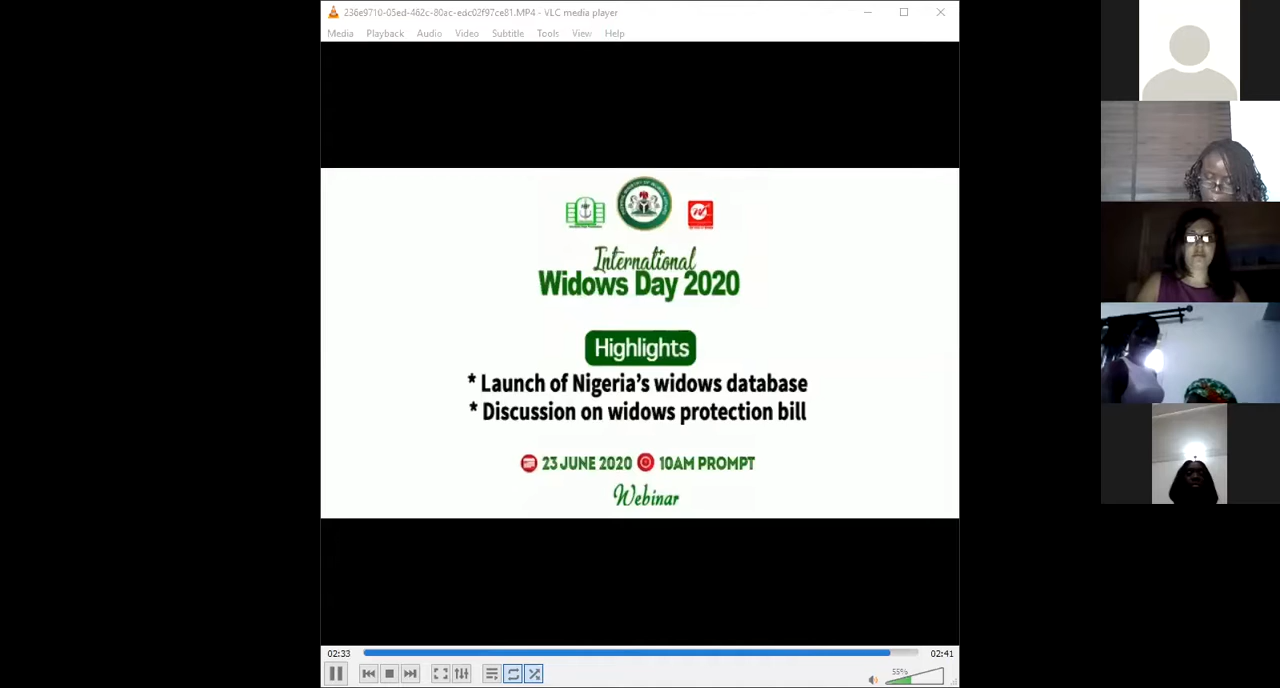 236e9710-05ed-462c-80ac-edc02f97ce81.MP4 - VLC media player
Media Playback Audio Video Subtitle Tools View Help
International
Widows Day 2020
Highlights
* Launch of Nigeria's widows database
* Discussion on widows protection bill
23 JUNE 2020 10AM PROMPT
Webinar
02:33 02:41
55%